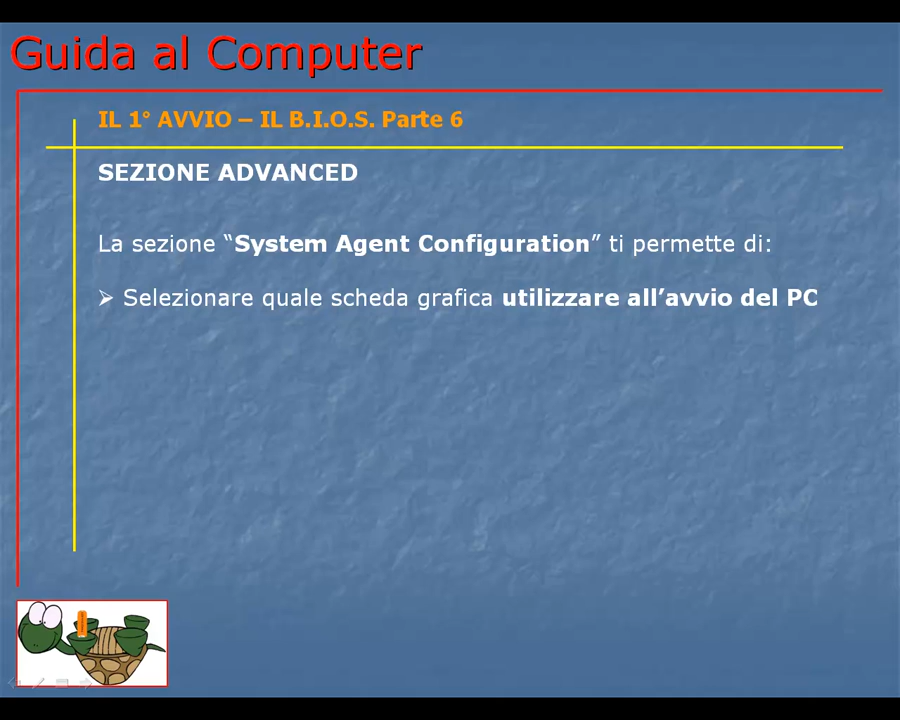 Guida al Computer
IL 1° AVVIO – IL B.I.O.S. Parte 6
SEZIONE ADVANCED
La sezione “System Agent Configuration” ti permette di:
➢ Selezionare quale scheda grafica utilizzare all’avvio del PC